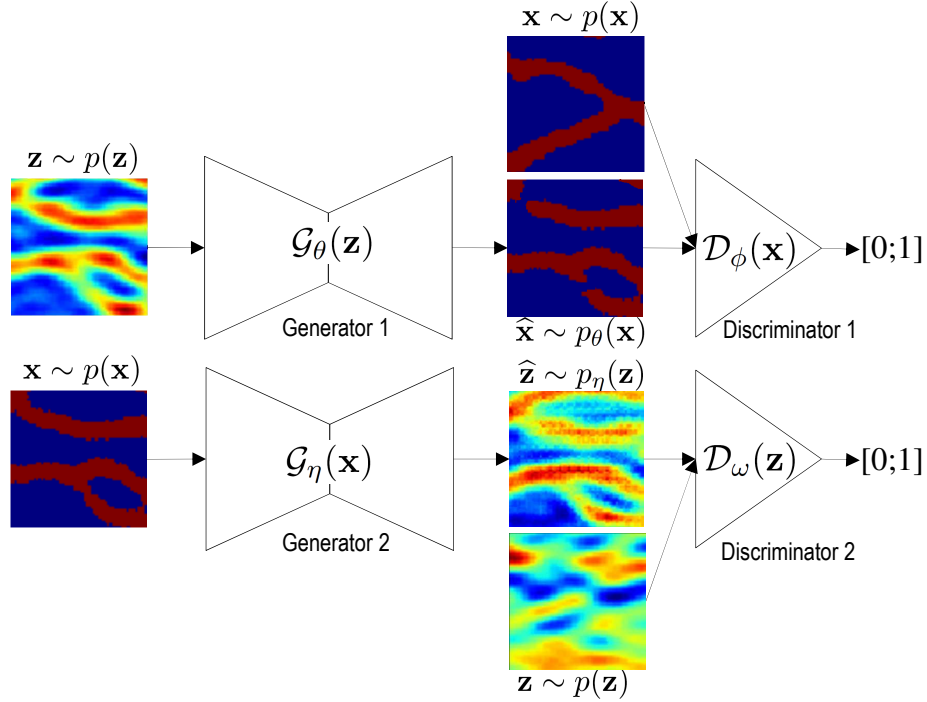 x ∼ p(x)
z ∼ p(z)
𝒢θ(z)
𝒟ϕ(x)
[0;1]
Generator 1
x̂ ∼ pθ(x)
Discriminator 1
x ∼ p(x)
ẑ ∼ pη(z)
𝒢η(x)
𝒟ω(z)
[0;1]
Generator 2
Discriminator 2
z ∼ p(z)